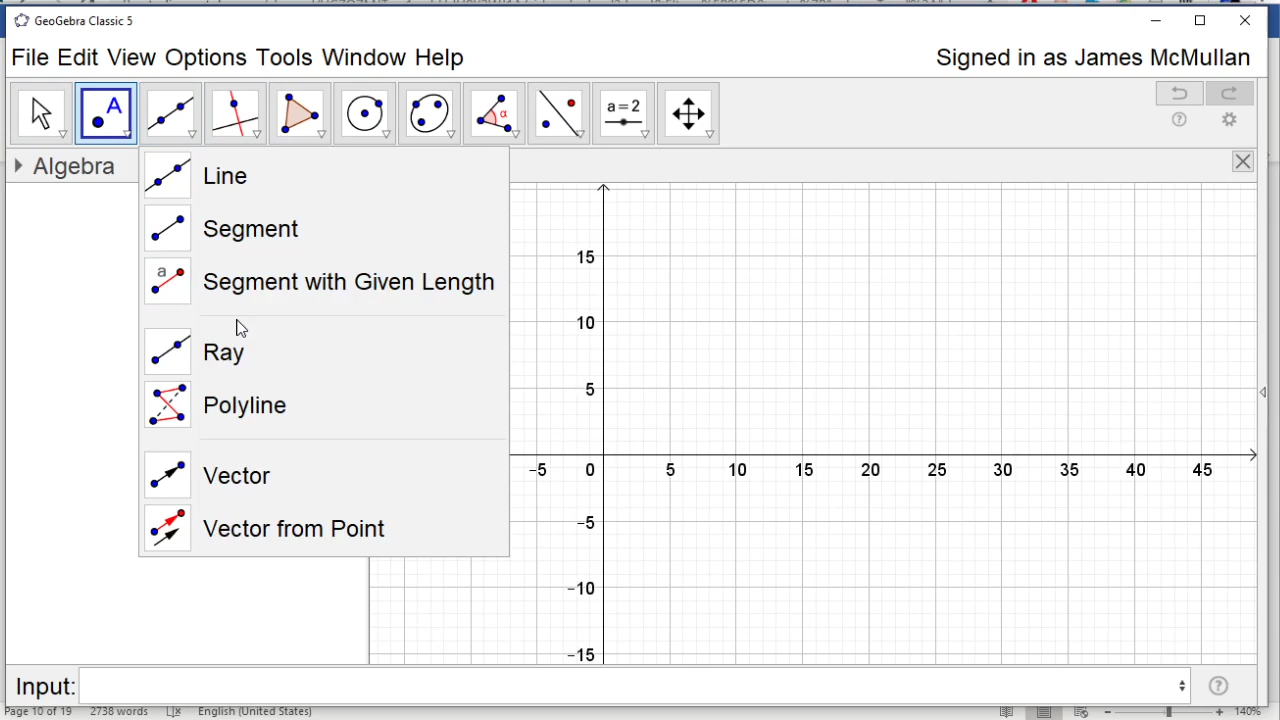 GeoGebra Classic 5
File Edit View Options Tools Window Help
Signed in as James McMullan
A
α
a=2
Algebra
Line
Segment
a
Segment with Given Length
Ray
Polyline
Vector
Vector from Point
15
10
5
-5
0
5
10
15
20
25
30
35
40
45
-5
-10
-15
Input:
Page 10 of 19
2738 words
English (United States)
140%